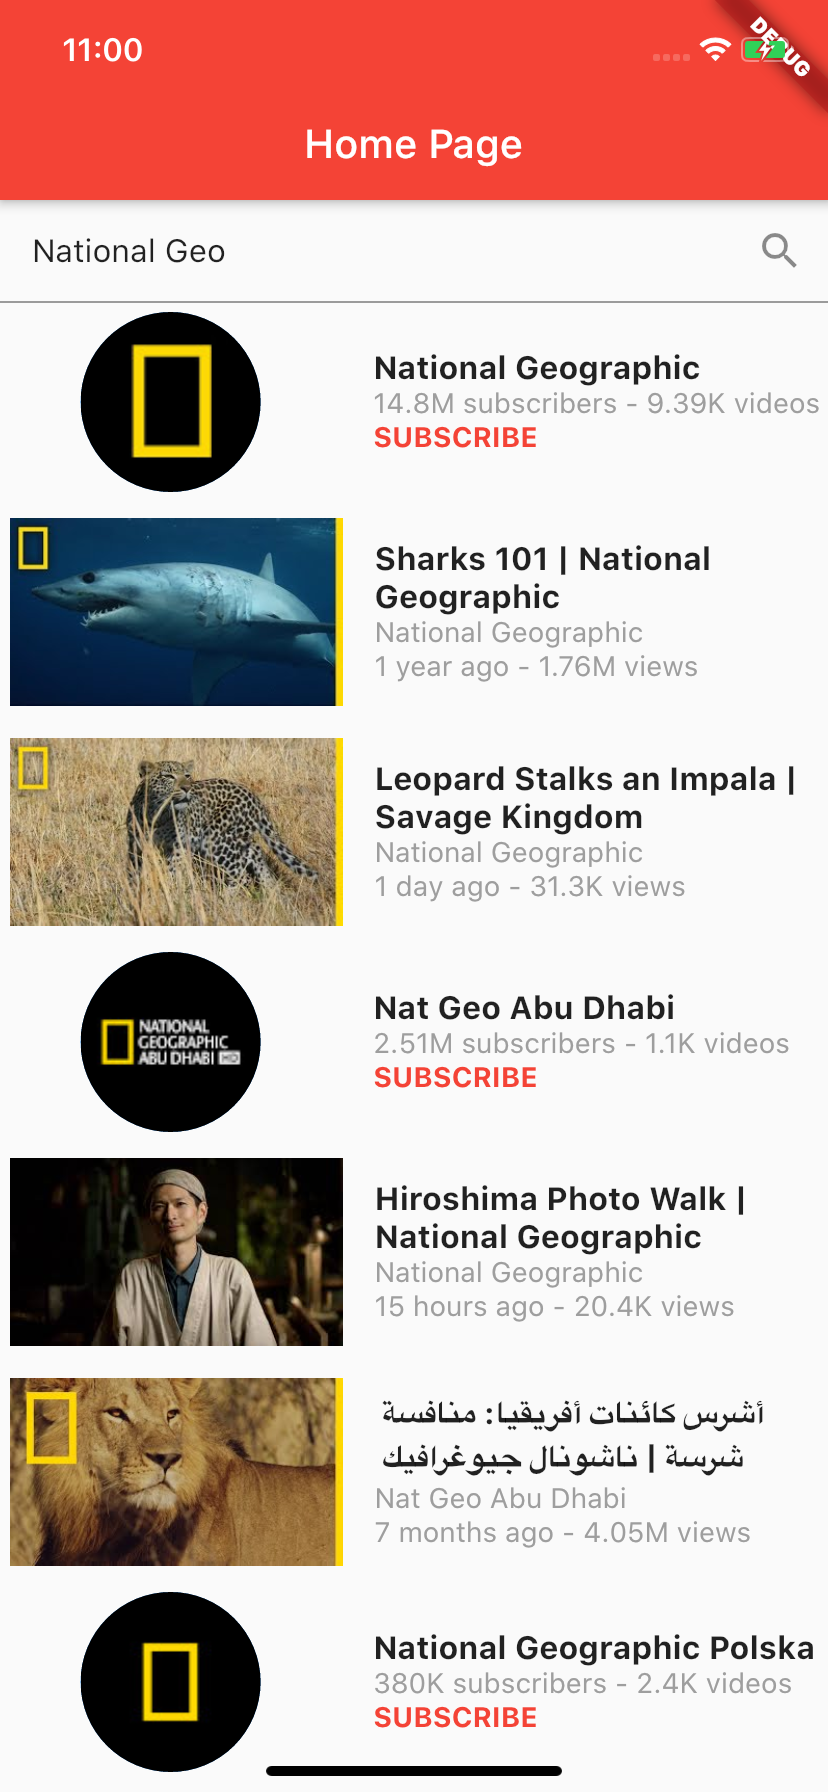 11:00
DEBUG
Home Page
National Geo
National Geographic
14.8M subscribers - 9.39K videos
SUBSCRIBE
Sharks 101 | National
Geographic
National Geographic
1 year ago - 1.76M views
Leopard Stalks an Impala |
Savage Kingdom
National Geographic
1 day ago - 31.3K views
NATIONAL
GEOGRAPHIC
ABU DHABI HD
Nat Geo Abu Dhabi
2.51M subscribers - 1.1K videos
SUBSCRIBE
Hiroshima Photo Walk |
National Geographic
National Geographic
15 hours ago - 20.4K views
أشرس كائنات أفريقيا: منافسة
شرسة | ناشونال جيوغرافيك
Nat Geo Abu Dhabi
7 months ago - 4.05M views
National Geographic Polska
380K subscribers - 2.4K videos
SUBSCRIBE